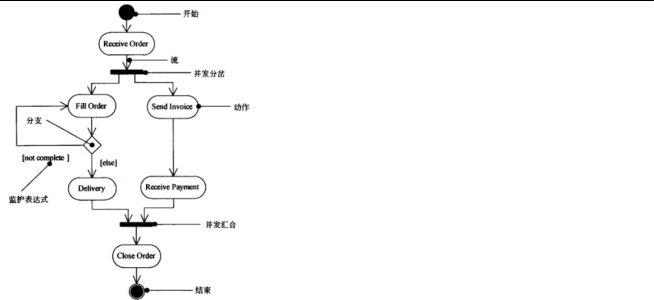 开始
Receive Order
流
并发分岔
Fill Order
Send Invoice
动作
分支
[not complete ]
[else]
Delivery
Receive Payment
监护表达式
并发汇合
Close Order
结束